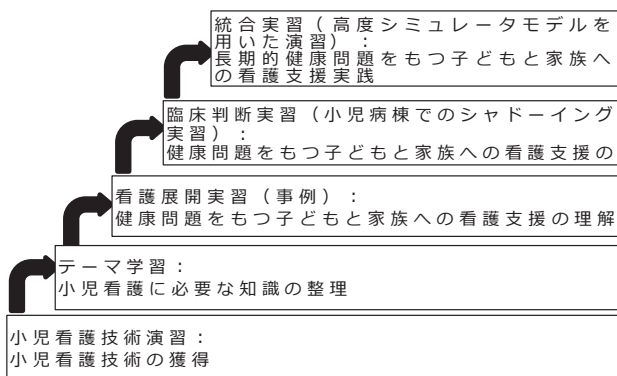 統合実習（高度シミュレータモデルを
用いた演習）：
長期的健康問題をもつ子どもと家族へ
の看護支援実践
臨床判断実習（小児病棟でのシャドーイング
実習）：
健康問題をもつ子どもと家族への看護支援の
看護展開実習（事例）：
健康問題をもつ子どもと家族への看護支援の理解
テーマ学習：
小児看護に必要な知識の整理
小児看護技術演習：
小児看護技術の獲得